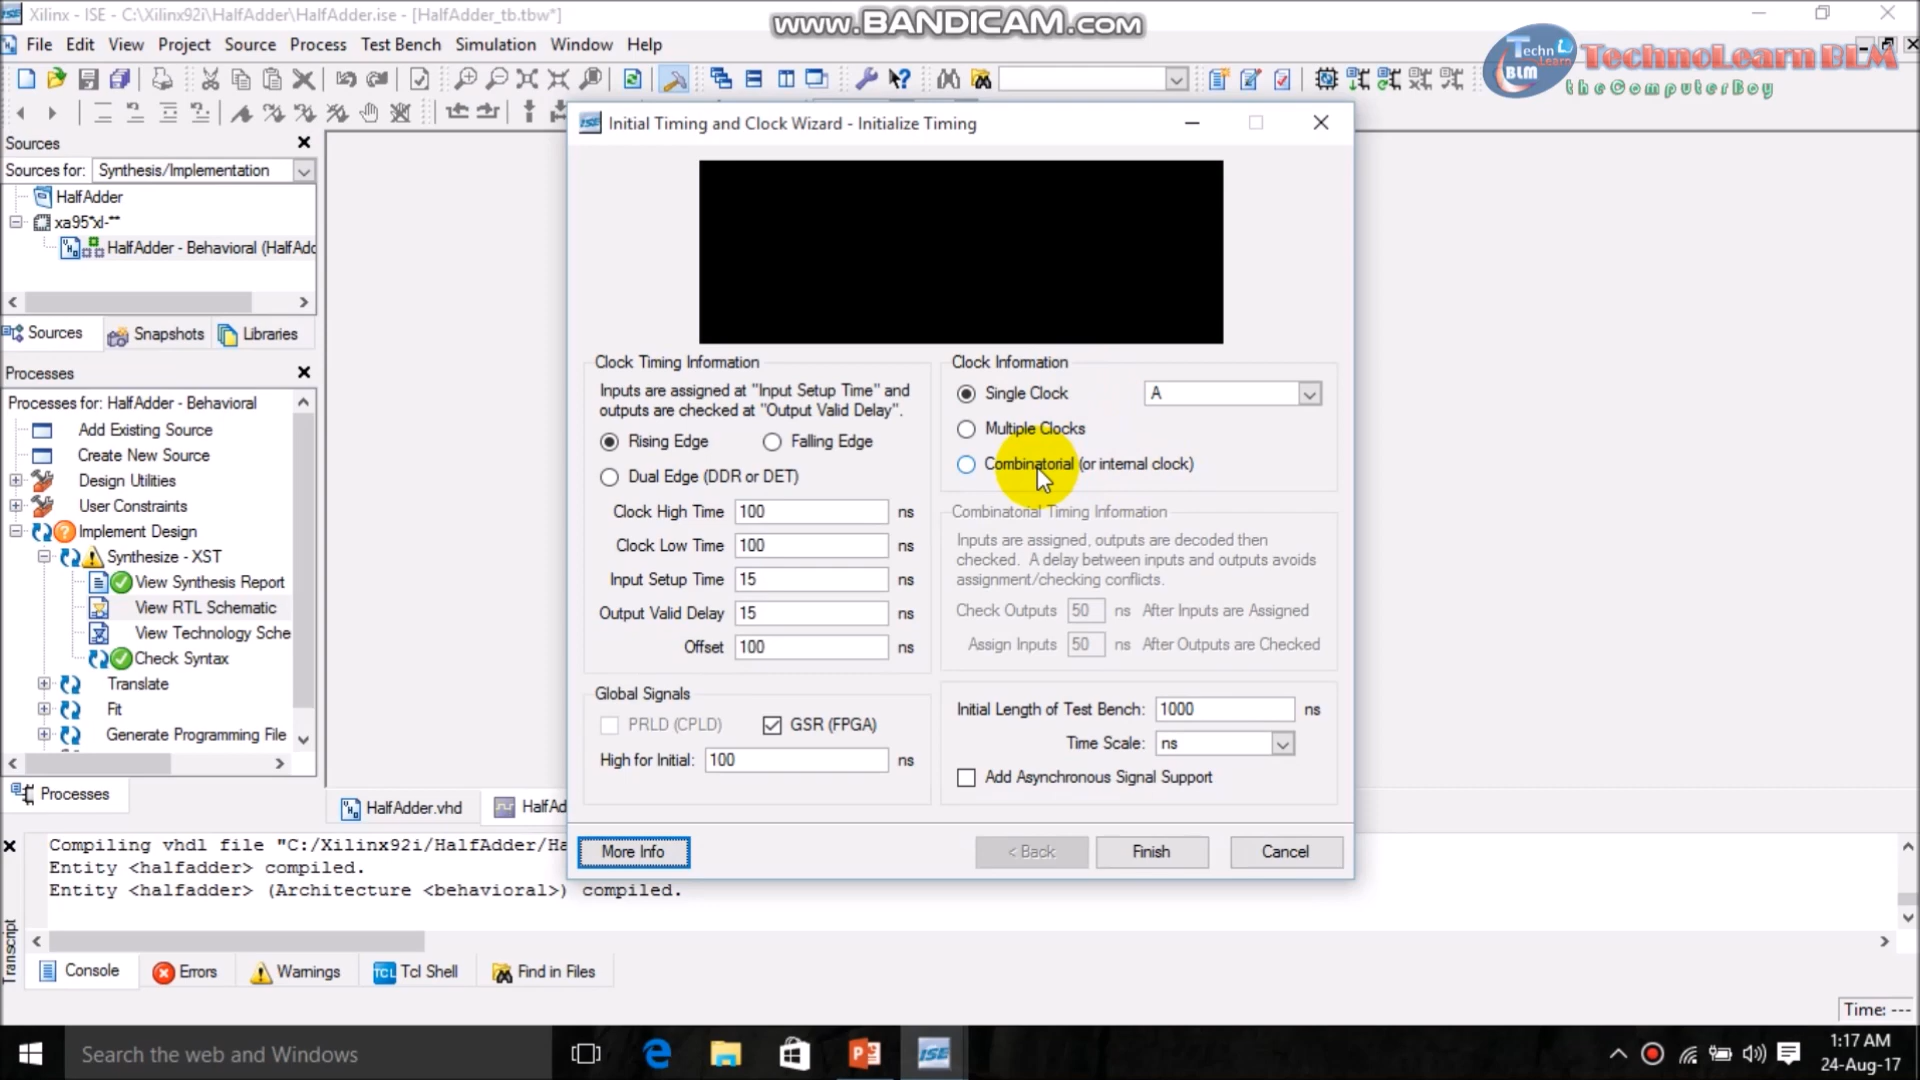 Xilinx - ISE - C:\Xilinx92i\HalfAdder\HalfAdder.ise - [HalfAdder_tb.tbw*]
www.BANDICAM.com
File Edit View Project Source Process Test Bench Simulation Window Help
Techn
Learn
BLM
TechnoLearn BLM
the@omputerBoy
Sources
Sources for: Synthesis/Implementation
HalfAdder
xa95*xl-**
HalfAdder - Behavioral (HalfAdd
Sources Snapshots Libraries
Processes
Processes for: HalfAdder - Behavioral
Add Existing Source
Create New Source
Design Utilities
User Constraints
Implement Design
Synthesize - XST
View Synthesis Report
View RTL Schematic
View Technology Sche
Check Syntax
Translate
Fit
Generate Programming File
Processes
HalfAdder.vhd
HalfAd
Initial Timing and Clock Wizard - Initialize Timing
Clock Timing Information
Inputs are assigned at "Input Setup Time" and
outputs are checked at "Output Valid Delay".
Rising Edge Falling Edge
Dual Edge (DDR or DET)
Clock High Time 100 ns
Clock Low Time 100 ns
Input Setup Time 15 ns
Output Valid Delay 15 ns
Offset 100 ns
Global Signals
PRLD (CPLD) GSR (FPGA)
High for Initial: 100 ns
Clock Information
Single Clock A
Multiple Clocks
Combinatorial (or internal clock)
Combinatorial Timing Information
Inputs are assigned, outputs are decoded then
checked. A delay between inputs and outputs avoids
assignment/checking conflicts.
Check Outputs 50 ns After Inputs are Assigned
Assign Inputs 50 ns After Outputs are Checked
Initial Length of Test Bench: 1000 ns
Time Scale: ns
Add Asynchronous Signal Support
More Info < Back Finish Cancel
Compiling vhdl file "C:/Xilinx92i/HalfAdder/Ha
Entity <halfadder> compiled.
Entity <halfadder> (Architecture <behavioral>) compiled.
Transcript
Console Errors Warnings Tcl Shell Find in Files
Time: ---
Search the web and Windows
1:17 AM
24-Aug-17